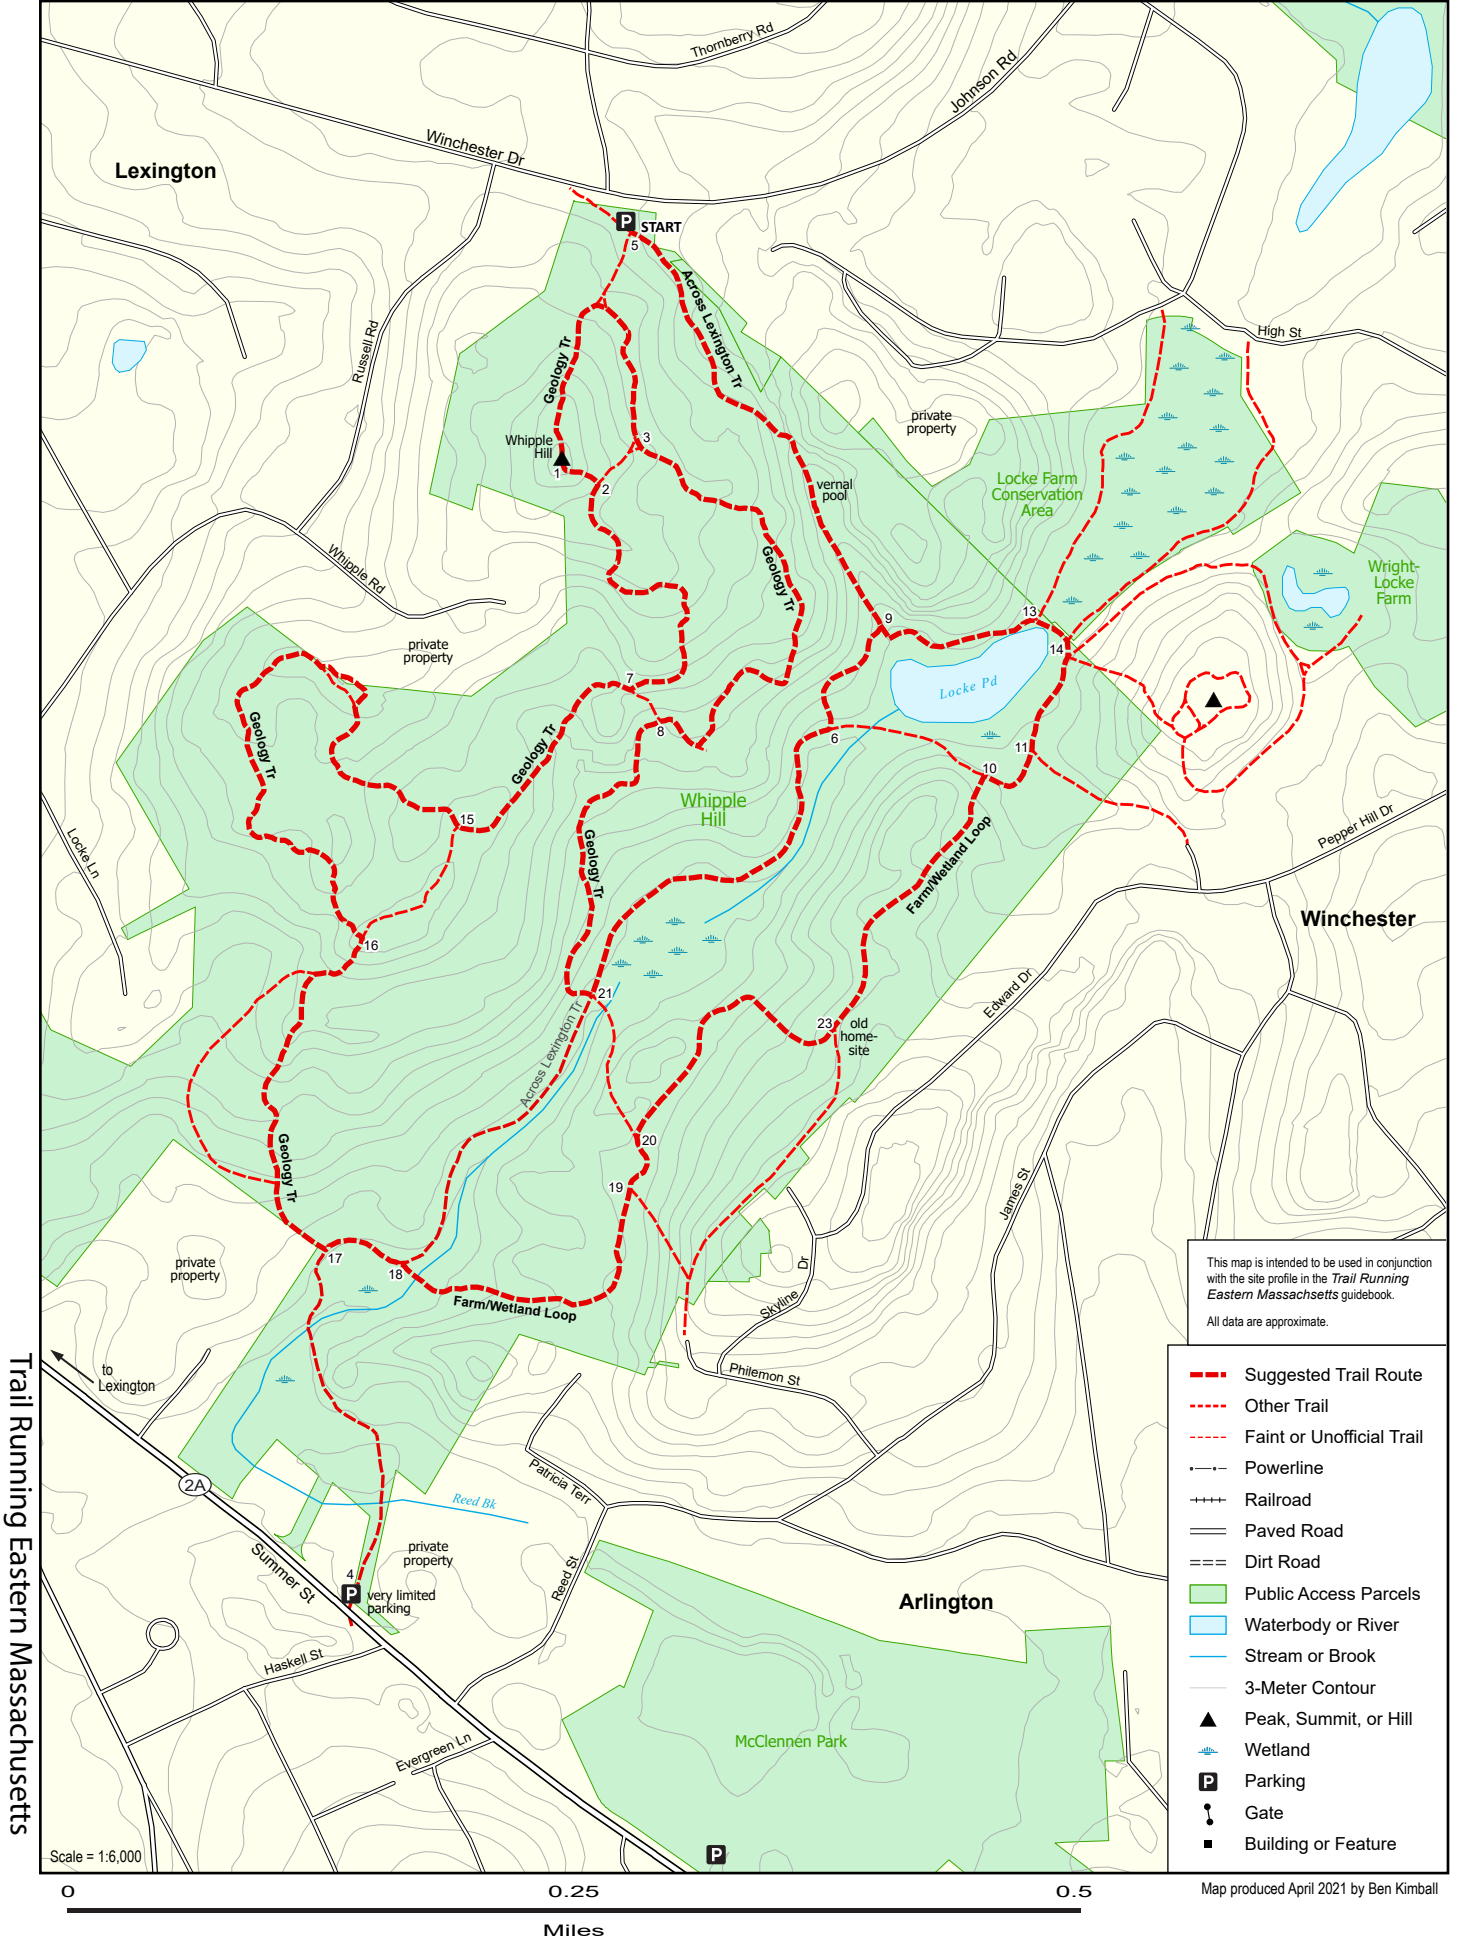 Thornberry Rd
Johnson Rd
Winchester Dr
Lexington
P
START
5
Across Lexington Tr
High St
Russell Rd
Geology Tr
private
property
Whipple
Hill
1
3
2
vernal
pool
Locke Farm
Conservation
Area
Whipple Rd
Geology Tr
Wright-
Locke
Farm
9
13
14
private
property
7
Locke Pd
8
6
Geology Tr
Geology Tr
11
10
Whipple
Hill
15
Pepper Hill Dr
Locke Ln
Geology Tr
Farm/Wetland Loop
Winchester
16
Edward Dr
21
23
old
home-
site
Across Lexington Tr
20
Geology Tr
19
James St
private
property
17
18
Skyline
Dr
Farm/Wetland Loop
This map is intended to be used in conjunction
with the site profile in the Trail Running
Eastern Massachsetts guidebook.
All data are approximate.
to
Lexington
Philemon St
Suggested Trail Route
Other Trail
Faint or Unofficial Trail
Powerline
Railroad
Paved Road
Dirt Road
Public Access Parcels
Waterbody or River
Stream or Brook
3-Meter Contour
Peak, Summit, or Hill
Wetland
P Parking
Gate
Building or Feature
2A
Patricia Terr
Reed Bk
Summer St
private
property
4
P
very limited
parking
Reed St
Arlington
Haskell St
Evergreen Ln
McClennen Park
P
Trail Running Eastern Massachusetts
Scale = 1:6,000
0
0.25
0.5
Miles
Map produced April 2021 by Ben Kimball